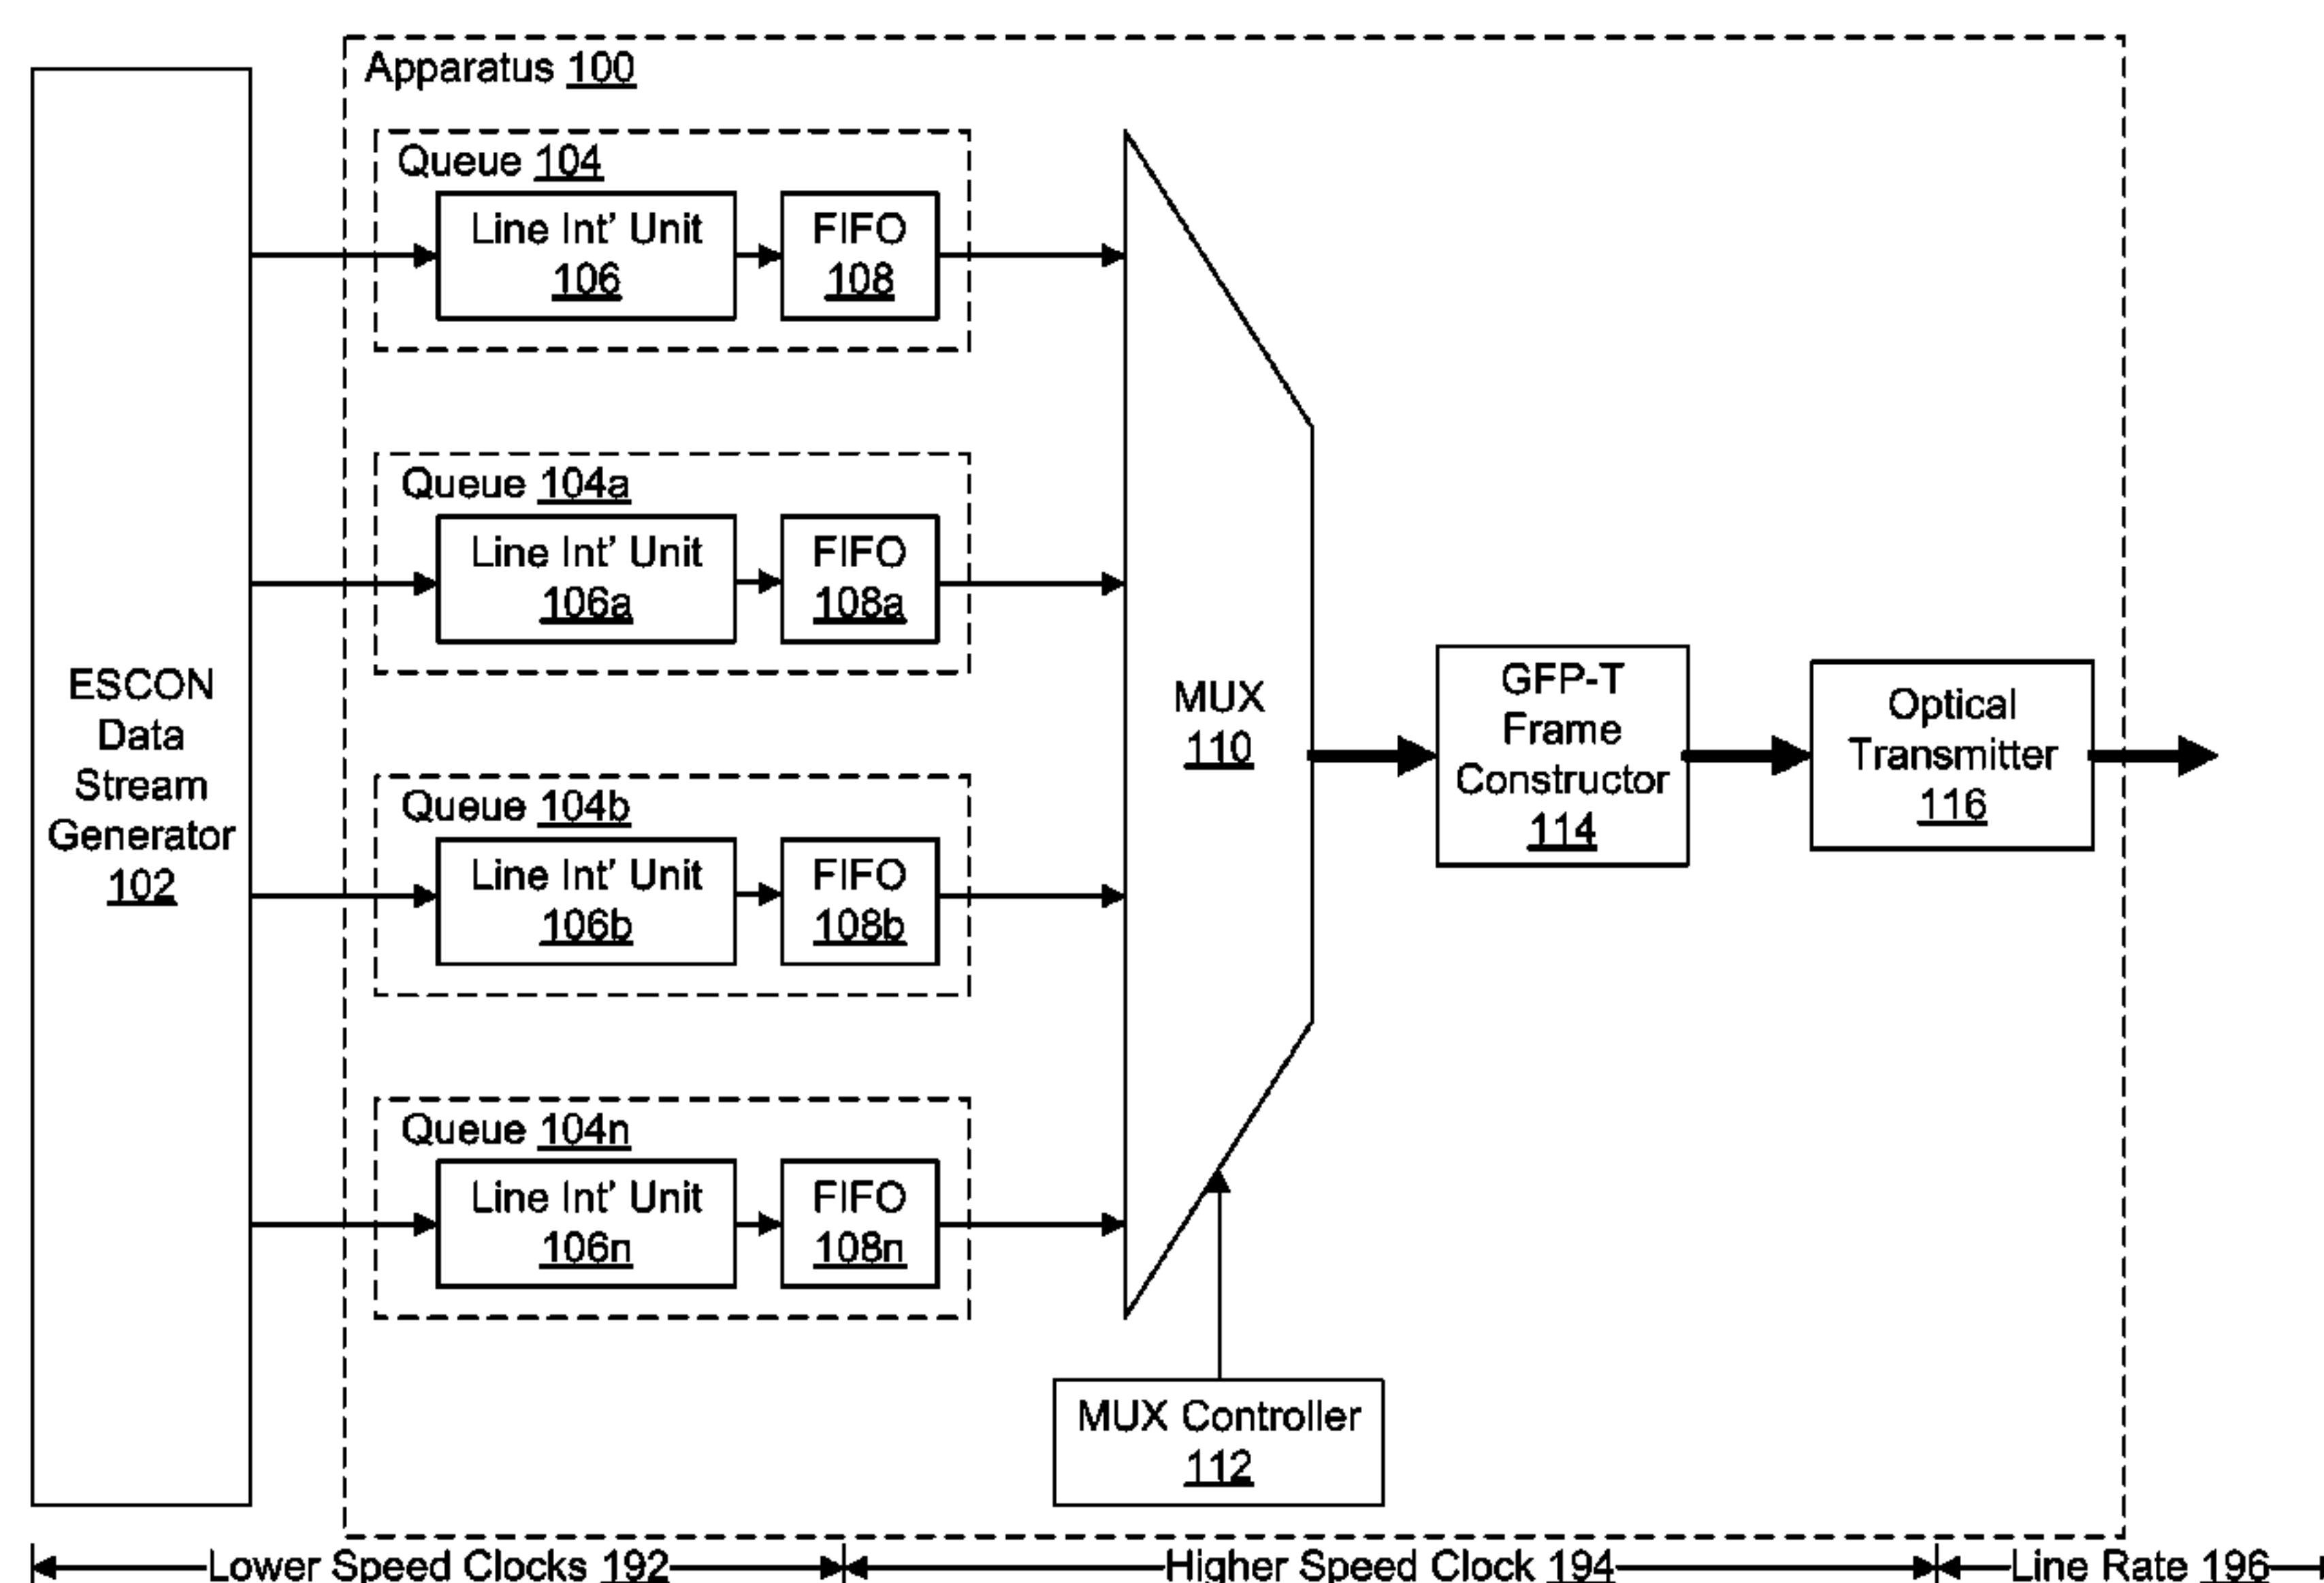 Apparatus 100
ESCON
Data
Stream
Generator
102
Queue 104
Line Int' Unit
106
FIFO
108
Queue 104a
Line Int' Unit
106a
FIFO
108a
Queue 104b
Line Int' Unit
106b
FIFO
108b
Queue 104n
Line Int' Unit
106n
FIFO
108n
MUX
110
MUX Controller
112
GFP-T
Frame
Constructor
114
Optical
Transmitter
116
Lower Speed Clocks 192
Higher Speed Clock 194
Line Rate 196